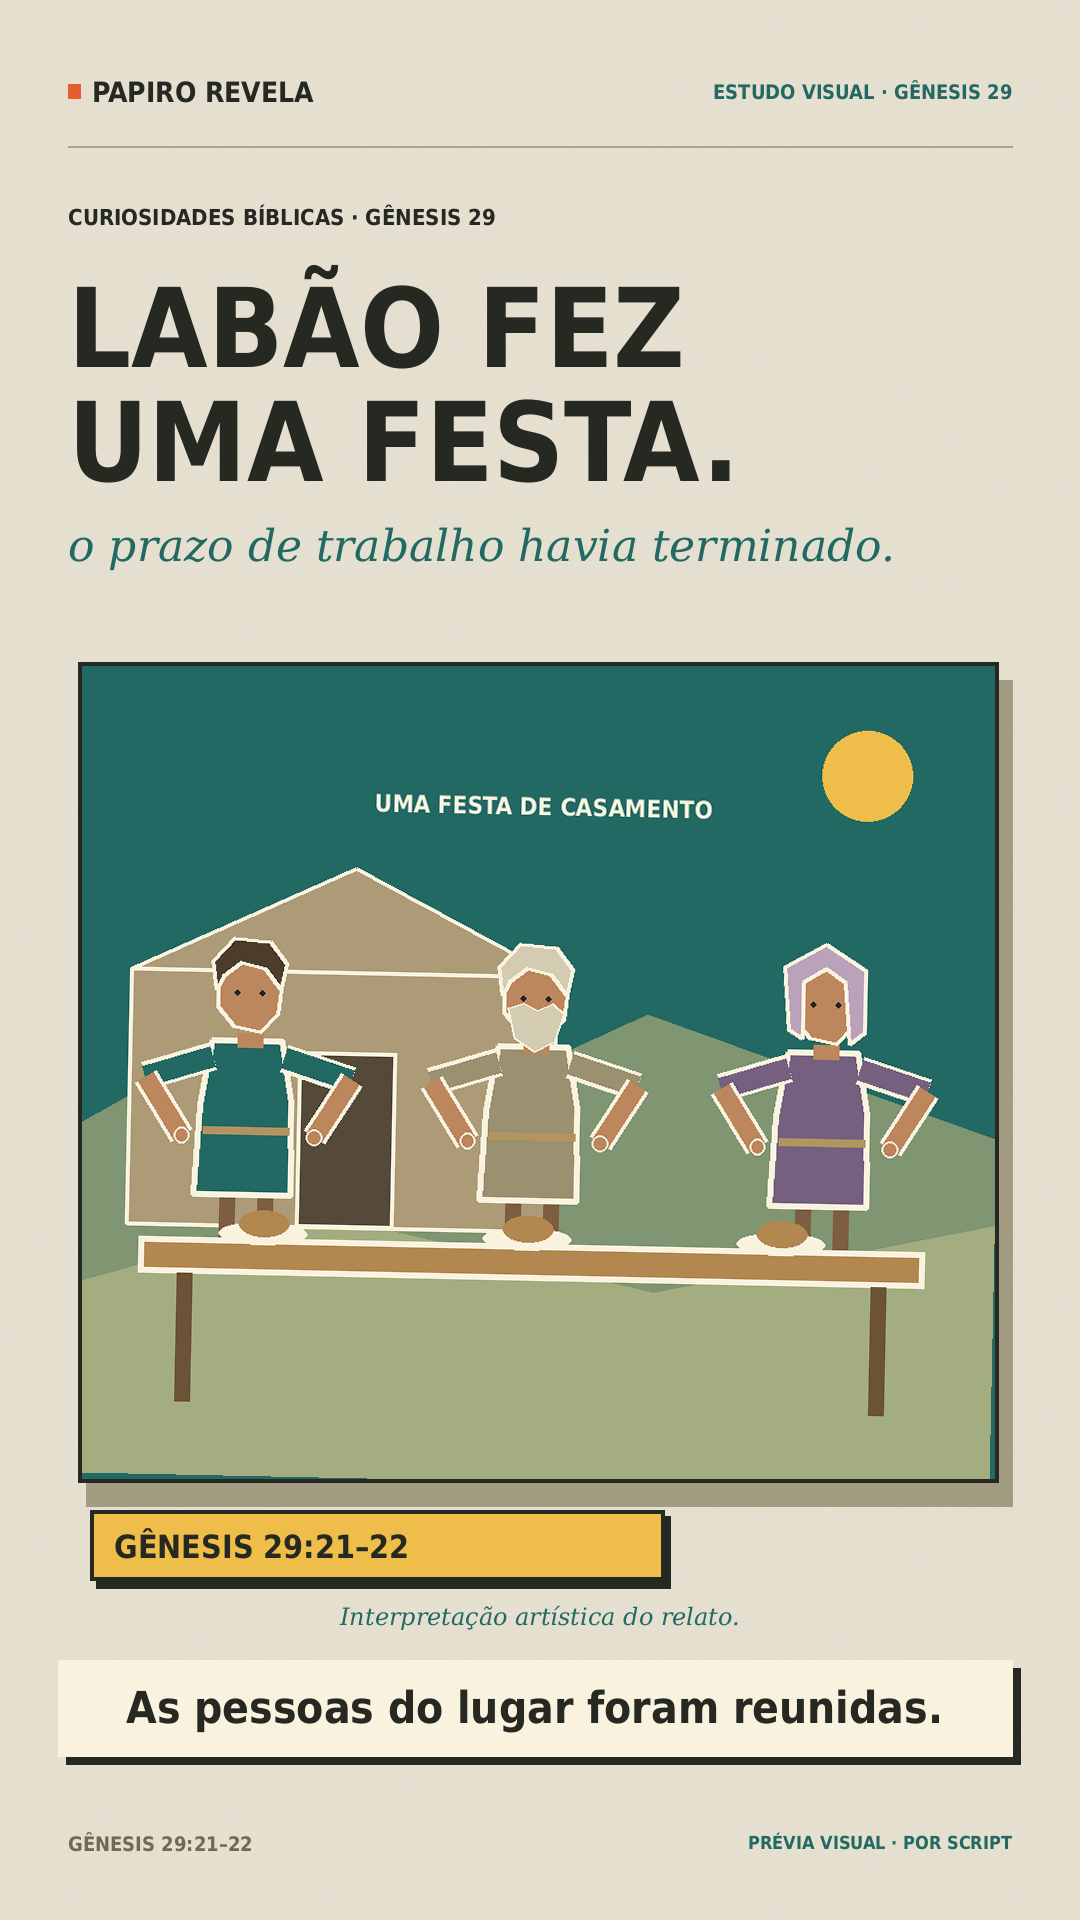 PAPIRO REVELA
ESTUDO VISUAL · GÊNESIS 29
CURIOSIDADES BÍBLICAS · GÊNESIS 29
LABÃO FEZ
UMA FESTA.
o prazo de trabalho havia terminado.
UMA FESTA DE CASAMENTO
GÊNESIS 29:21–22
Interpretação artística do relato.
As pessoas do lugar foram reunidas.
GÊNESIS 29:21–22
PRÉVIA VISUAL · POR SCRIPT